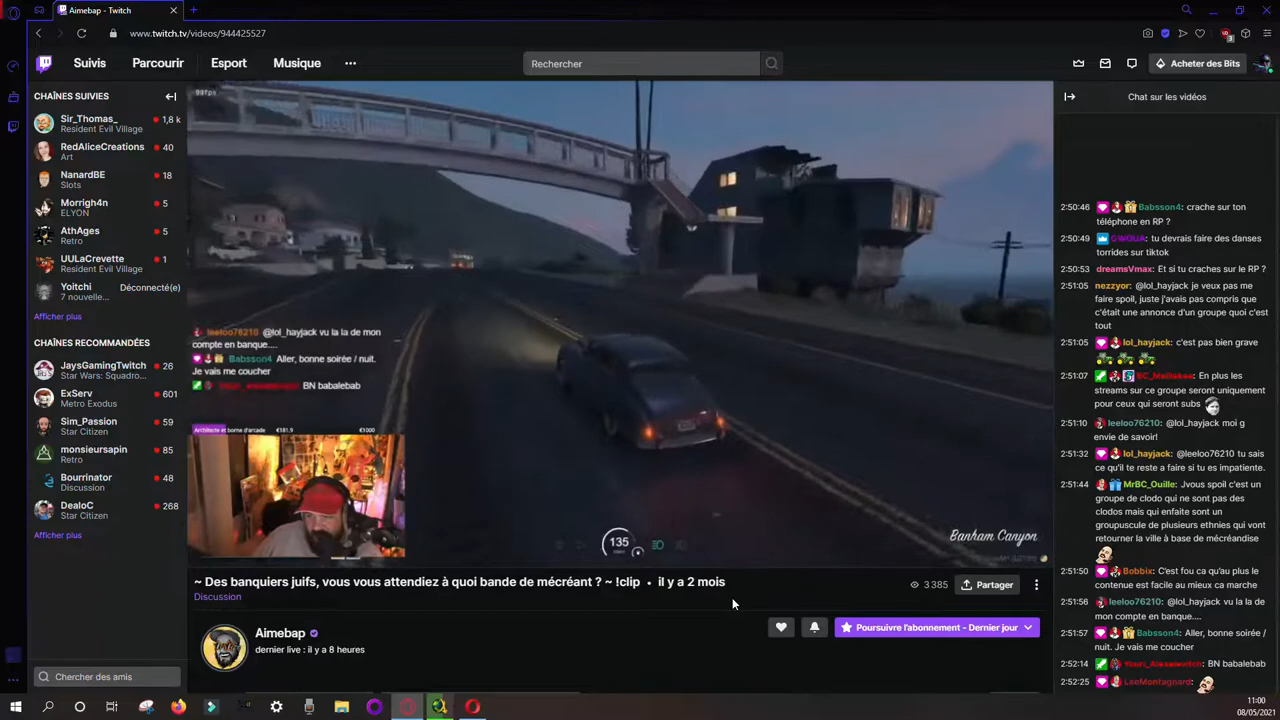 Aimebap - Twitch
www.twitch.tv/videos/944425527
Suivis
Parcourir
Esport
Musique
Rechercher
Acheter des Bits
CHAÎNES SUIVIES
Sir_Thomas_
1,8 k
Resident Evil Village
RedAliceCreations
40
Art
NanardBE
18
Slots
Morrigh4n
5
ELYON
AthAges
5
Retro
UULaCrevette
1
Resident Evil Village
Yoitchi
Déconnecté(e)
7 nouvelle...
Afficher plus
CHAÎNES RECOMMANDÉES
JaysGamingTwitch
26
Star Wars: Squadro...
ExServ
601
Metro Exodus
Sim_Passion
59
F1 2020
monsieursapin
85
Retro
Bourrinator
48
Discussion
DealoC
268
Star Citizen
Afficher plus
Chercher des amis
99fps
leeloo76210 @lol_hayjack vu la la de mon
compte en banque....
Babsson4 Aller, bonne soirée / nuit.
Je vais me coucher
BN babalebab
Architecte et borne d'arcade
€181.9
€1000
135
Banham Canyon
~ Des banquiers juifs, vous vous attendiez à quoi bande de mécréant ? ~ !clip • il y a 2 mois
Discussion
3 385
Partager
Aimebap
dernier live : il y a 8 heures
Poursuivre l'abonnement - Dernier jour
Chat sur les vidéos
2:50:46 Babsson4: crache sur ton
téléphone en RP ?
2:50:49 tu devrais faire des danses
torrides sur tiktok
2:50:53 dreamsVmax: Et si tu craches sur le RP ?
2:51:05 nezzyor: @lol_hayjack je veux pas me
faire spoil, juste j'avais pas compris que
c'était une annonce d'un groupe quoi c'est
tout
2:51:05 lol_hayjack: c'est pas bien grave
2:51:07 En plus les
streams sur ce groupe seront uniquement
pour ceux qui seront subs
2:51:10 leeloo76210: @lol_hayjack moi g
envie de savoir!
2:51:32 lol_hayjack: @leeloo76210 tu sais
ce qu'il te reste a faire si tu es impatiente.
2:51:44 MrBC_Ouille: Jvous spoil c'est un
groupe de clodo qui ne sont pas des
clodos mais qui enfaite sont un
groupuscule de plusieurs ethnies qui vont
retourner la ville à base de mécréandise
2:51:50 Bobbix: C'est fou ca qu'au plus le
contenue est facile au mieux ca marche
2:51:56 leeloo76210: @lol_hayjack vu la la de
mon compte en banque....
2:51:57 Babsson4: Aller, bonne soirée /
nuit. Je vais me coucher
2:52:14 BN babalebab
2:52:25 LeeMontagnard:
11:00
08/05/2021